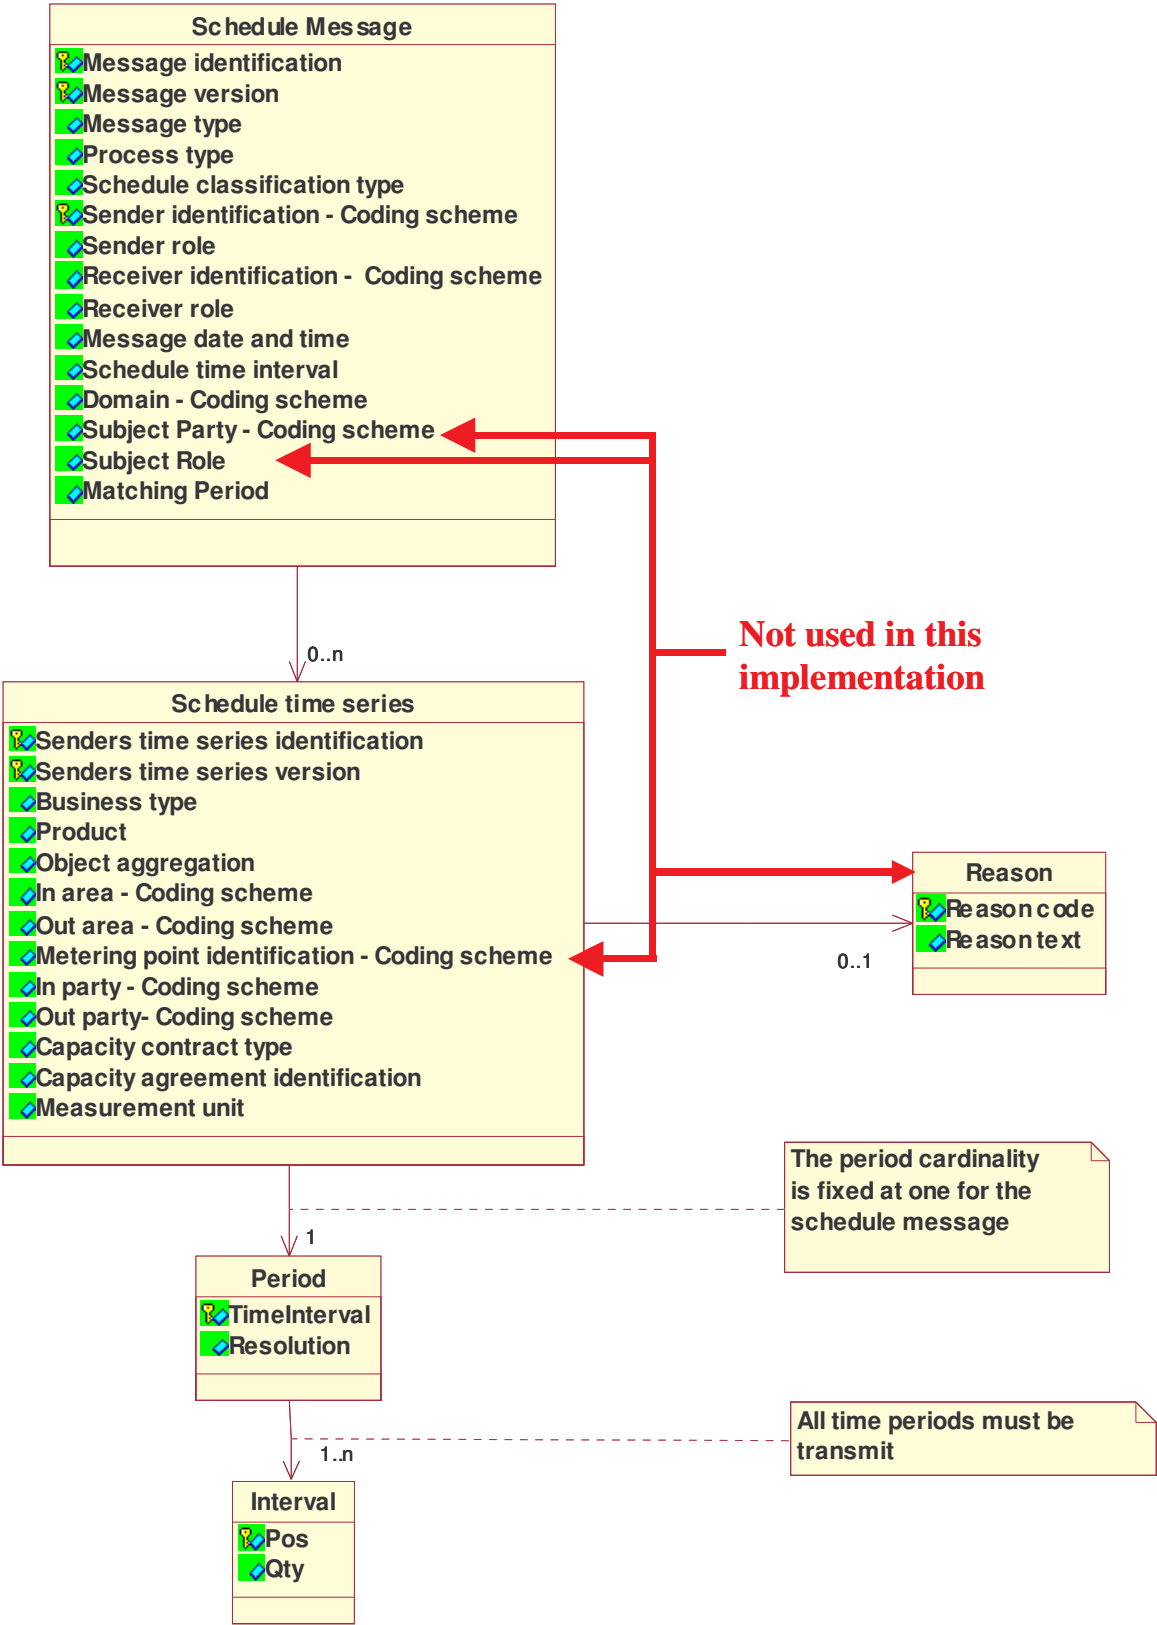 Schedule Message
Message identification
Message version
Message type
Process type
Schedule classification type
Sender identification - Coding scheme
Sender role
Receiver identification -  Coding scheme
Receiver role
Message date and time
Schedule time interval
Domain - Coding scheme
Subject Party - Coding scheme
Subject Role
Matching Period
Not used in this
implementation
0..n
Schedule time series
Senders time series identification
Senders time series version
Business type
Product
Object aggregation
In area - Coding scheme
Out area - Coding scheme
Metering point identification - Coding scheme
In party - Coding scheme
Out party- Coding scheme
Capacity contract type
Capacity agreement identification
Measurement unit
Reason
Reason code
Reason text
0..1
The period cardinality
is fixed at one for the
schedule message
1
Period
TimeInterval
Resolution
All time periods must be
transmit
1..n
Interval
Pos
Qty